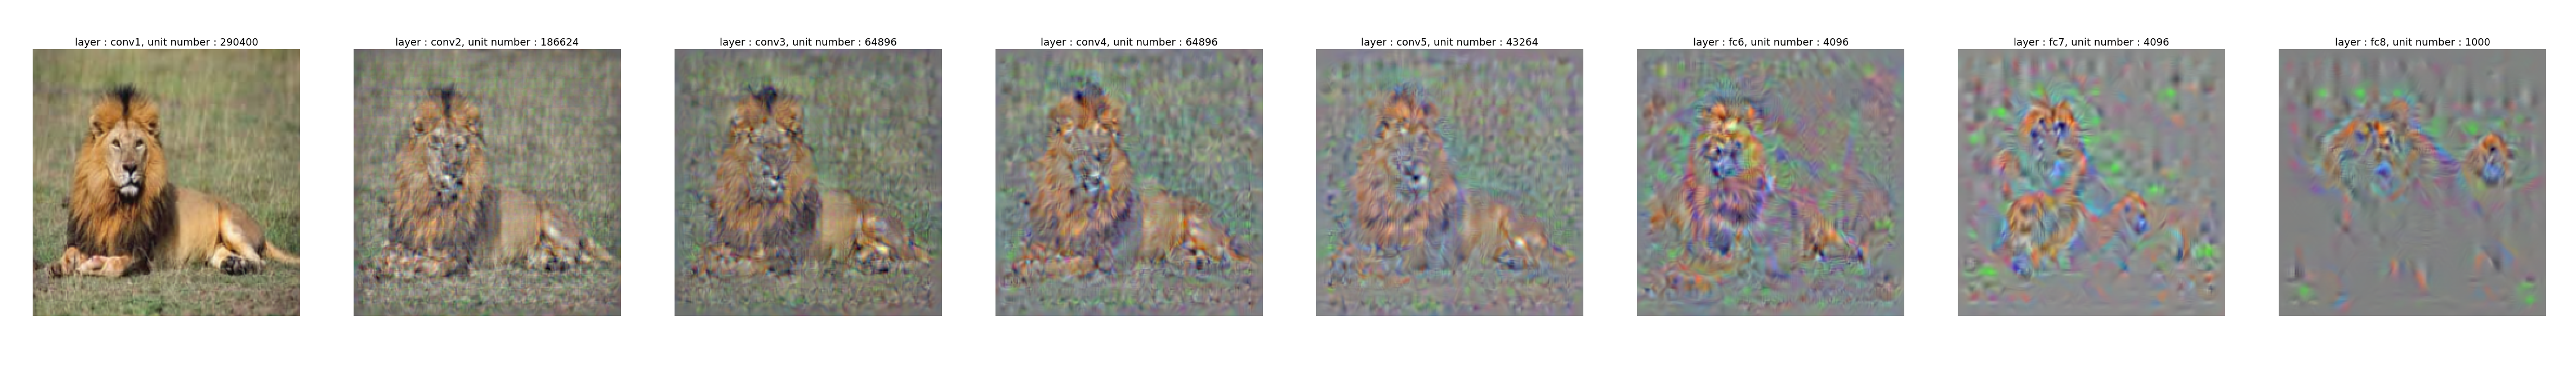 layer : conv1, unit number : 290400
layer : conv2, unit number : 186624
layer : conv3, unit number : 64896
layer : conv4, unit number : 64896
layer : conv5, unit number : 43264
layer : fc6, unit number : 4096
layer : fc7, unit number : 4096
layer : fc8, unit number : 1000